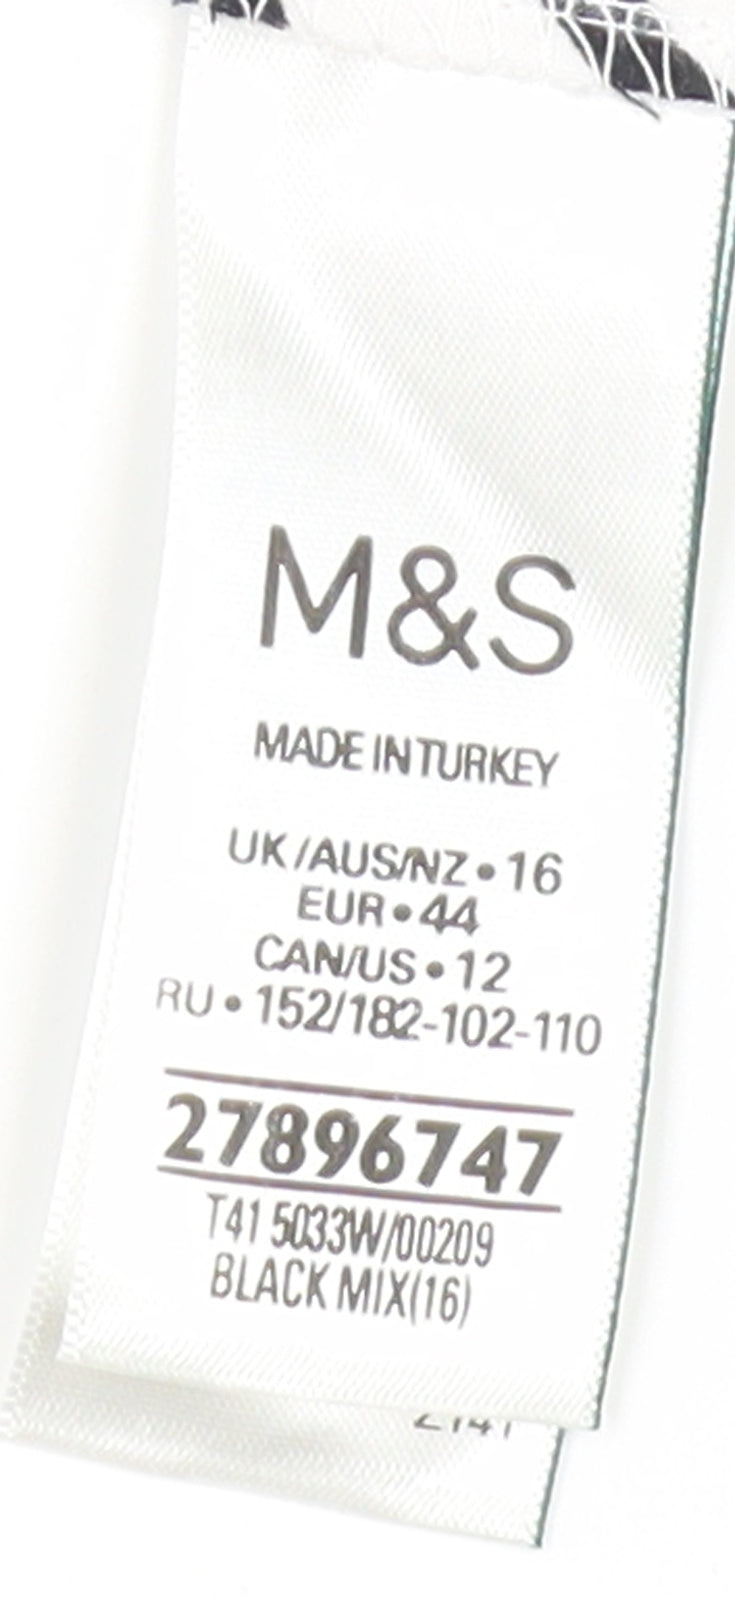 M&S
MADE IN TURKEY
UK/AUS/NZ • 16
EUR • 44
CAN/US • 12
RU • 152/182-102-110
27896747
T41 5033W/00209
BLACK MIX(16)